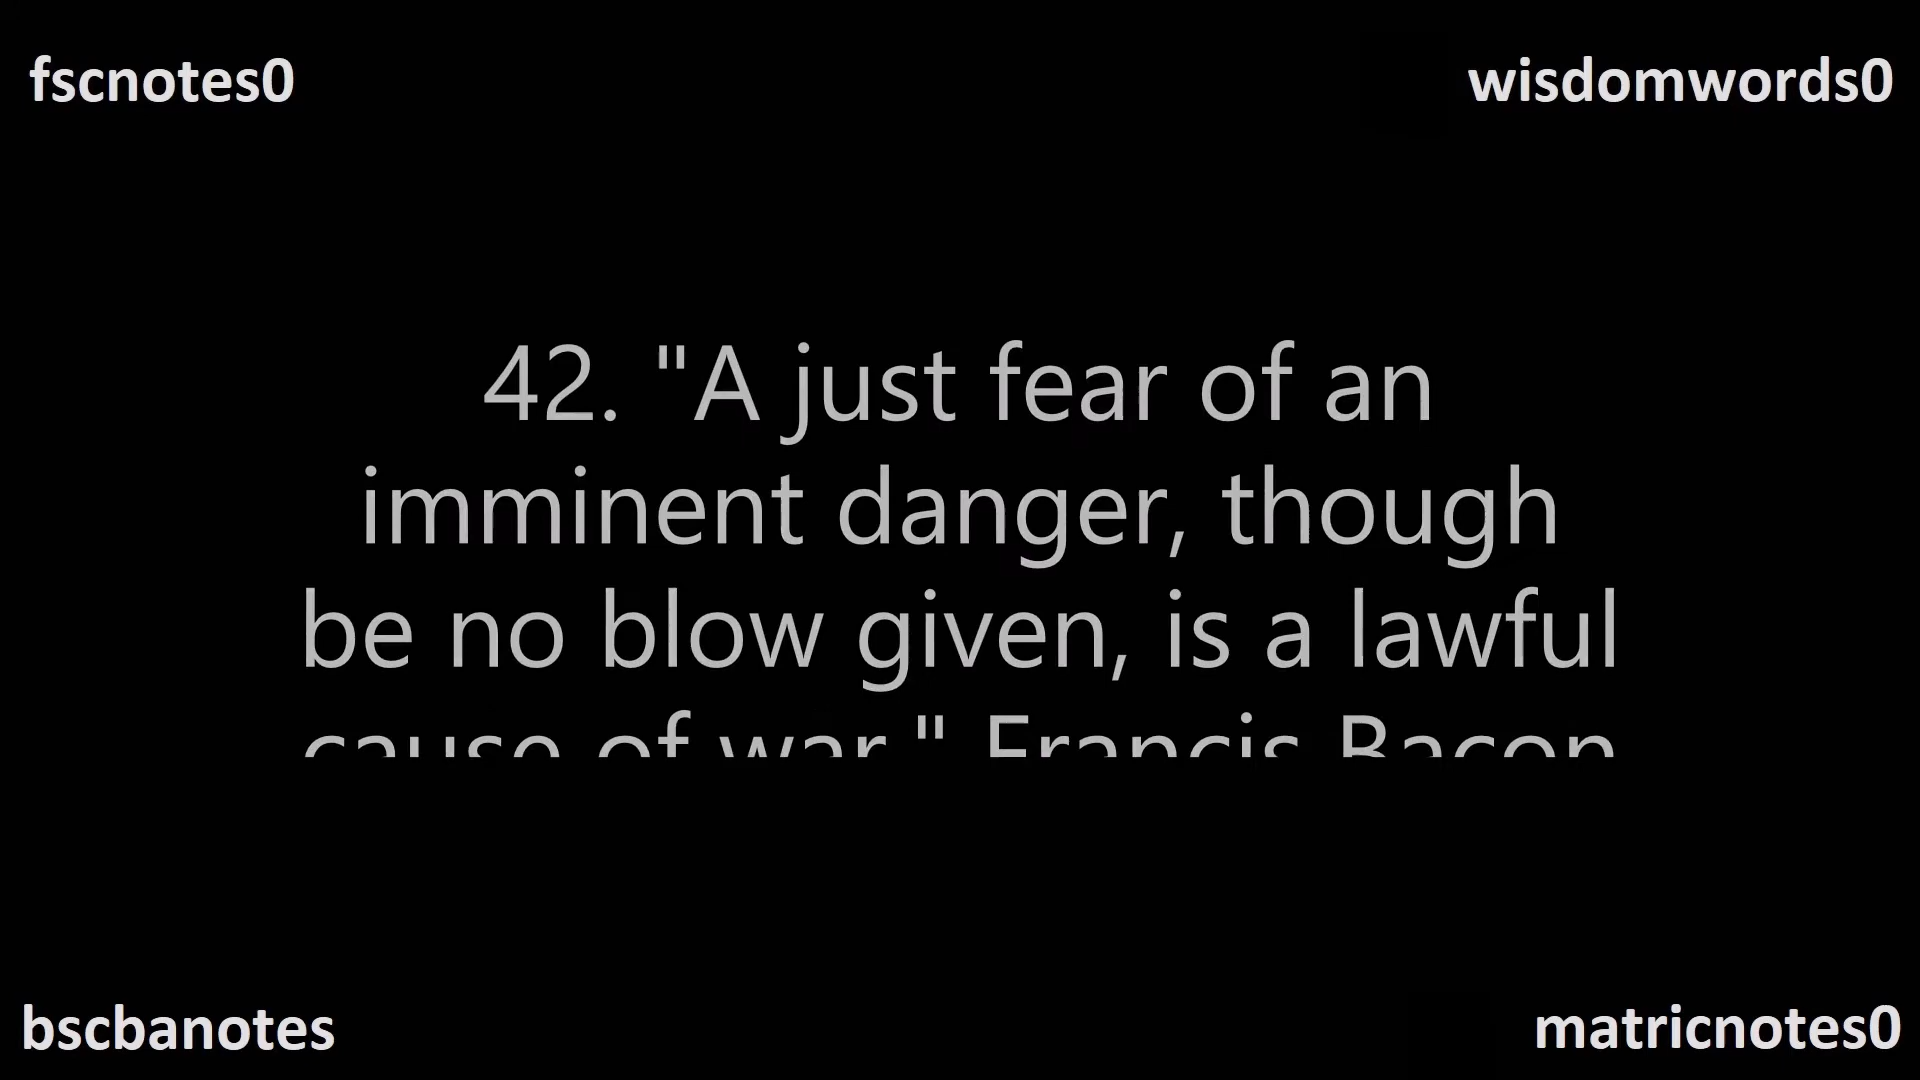 fscnotes0
wisdomwords0
42. "A just fear of an
imminent danger, though
be no blow given, is a lawful
cause of war." Francis Bacon
bscbanotes
matricnotes0